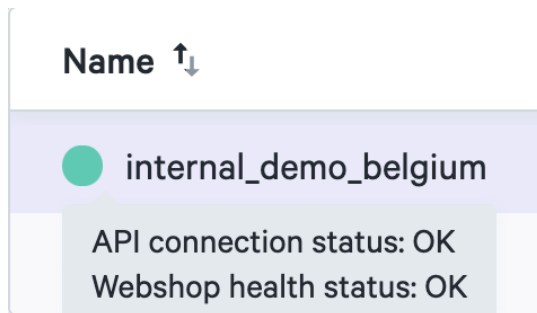 Name
internal_demo_belgium
API connection status: OK
Webshop health status: OK